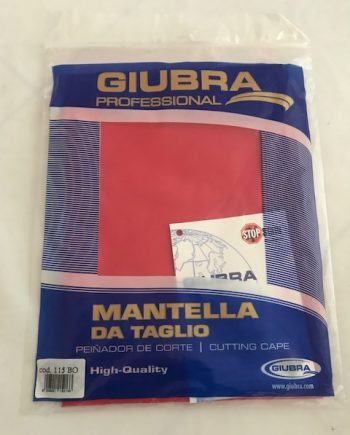 GIUBRA
PROFESSIONAL
STOP
GIUBRA
MANTELLA
DA TAGLIO
PEIÑADOR DE CORTE | CUTTING CAPE
cod. 115 BO
High-Quality
GIUBRA
www.giubra.com